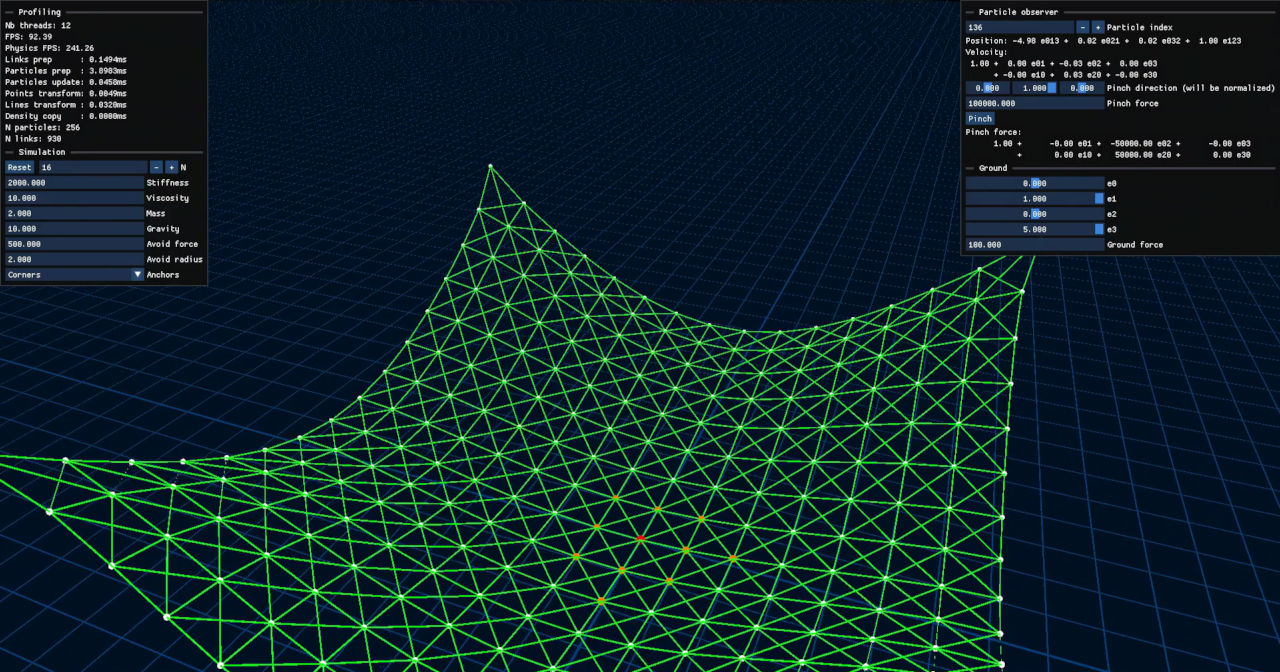 Profiling
Nb threads: 12
FPS: 92.39
Physics FPS: 241.26
Links prep : 0.1494ms
Particles prep : 3.8983ms
Particles update: 0.0458ms
Points transform: 0.0049ms
Lines transform : 0.0320ms
Density copy : 0.0000ms
N particles: 256
N links: 930
Simulation
Reset 16 - + N
2000.000 Stiffness
10.000 Viscosity
2.000 Mass
10.000 Gravity
500.000 Avoid force
2.000 Avoid radius
Corners Anchors
Particle observer
136 - + Particle index
Position: -4.98 e013 + 0.02 e021 + 0.02 e032 + 1.00 e123
Velocity:
1.00 + 0.00 e01 + -0.03 e02 + 0.00 e03
+ -0.00 e10 + 0.03 e20 + -0.00 e30
0.000 1.000 0.000 Pinch direction (will be normalized)
100000.000 Pinch force
Pinch
Pinch force:
1.00 + -0.00 e01 + -50000.00 e02 + -0.00 e03
+ 0.00 e10 + 50000.00 e20 + 0.00 e30
Ground
0.000 e0
1.000 e1
0.000 e2
5.000 e3
100.000 Ground force